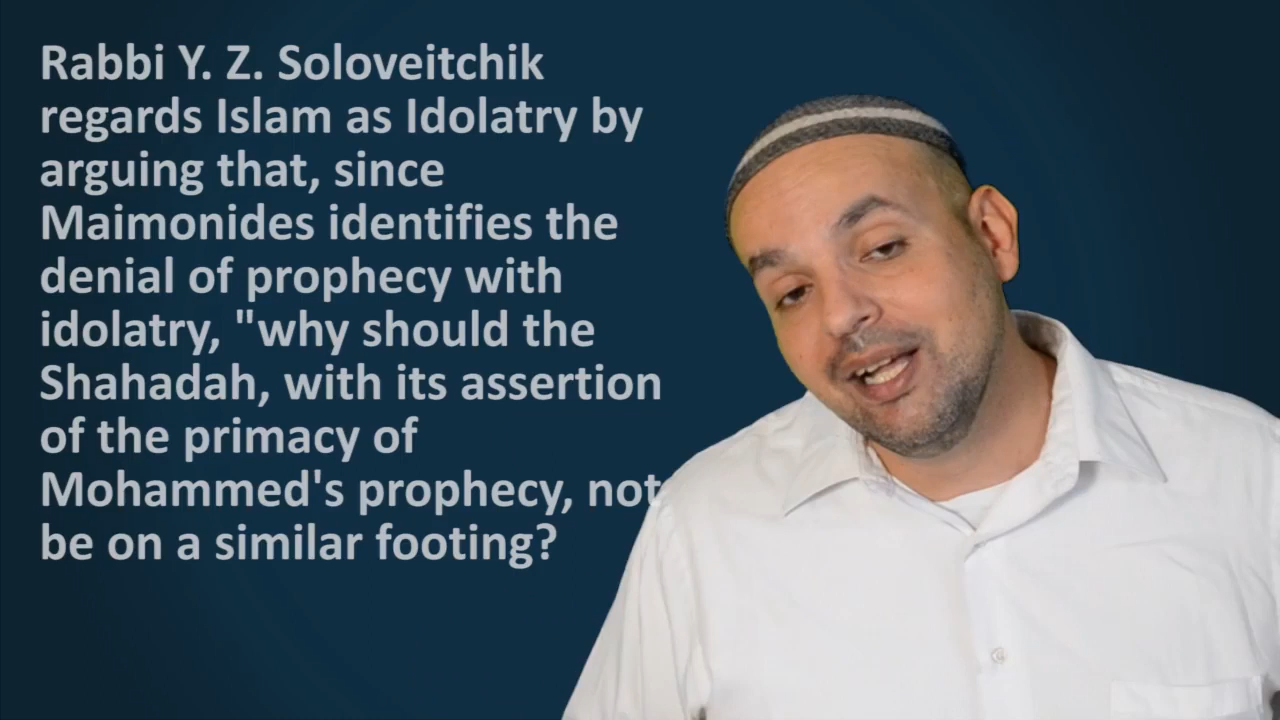 Rabbi Y. Z. Soloveitchik
regards Islam as Idolatry by
arguing that, since
Maimonides identifies the
denial of prophecy with
idolatry, "why should the
Shahadah, with its assertion
of the primacy of
Mohammed's prophecy, not
be on a similar footing?